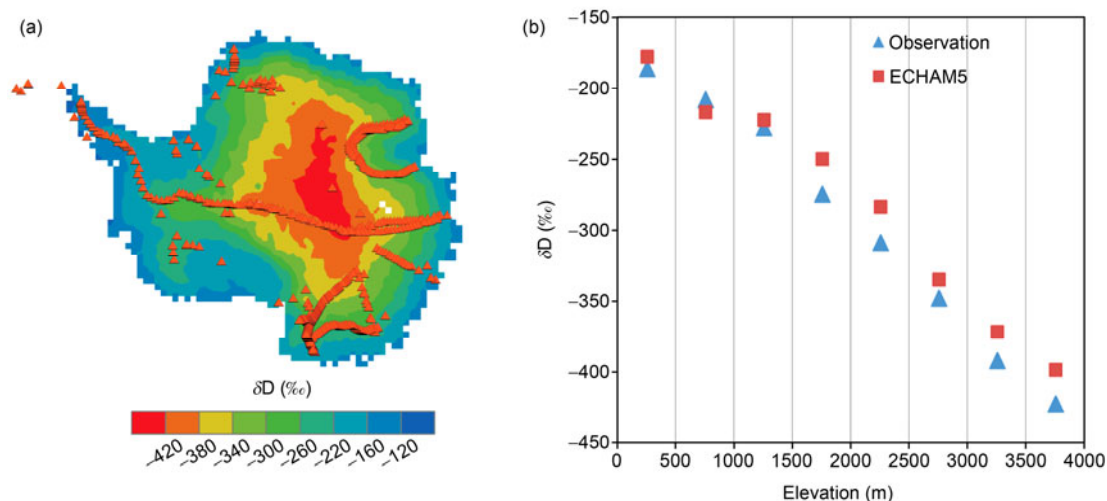 (a)
δD (‰)
−420 −380 −340 −300 −260 −220 −160 −120
(b)
−150
−200
−250
−300
−350
−400
−450
δD (‰)
Observation
ECHAM5
0 500 1000 1500 2000 2500 3000 3500 4000
Elevation (m)